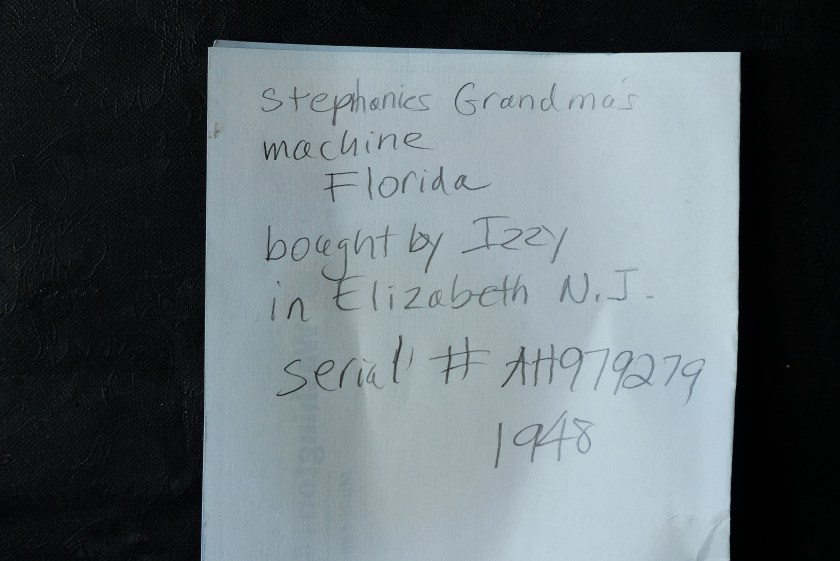 Stephanies Grandma's
machine
Florida
bought by Izzy
in Elizabeth N.J.
serial # AH979279
1948